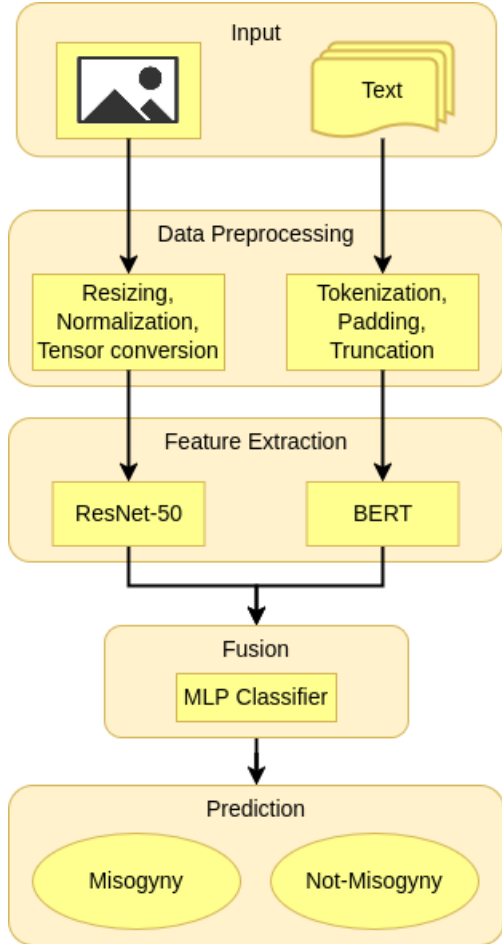 Input
Text
Data Preprocessing
Resizing,
Normalization,
Tensor conversion
Tokenization,
Padding,
Truncation
Feature Extraction
ResNet-50
BERT
Fusion
MLP Classifier
Prediction
Misogyny
Not-Misogyny